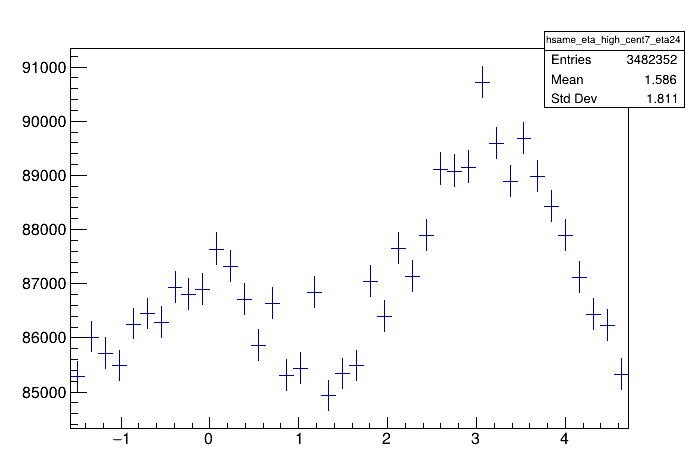 hsame_eta_high_cent7_eta24
Entries 3482352
Mean 1.586
Std Dev 1.811
91000
90000
89000
88000
87000
86000
85000
−1 0 1 2 3 4